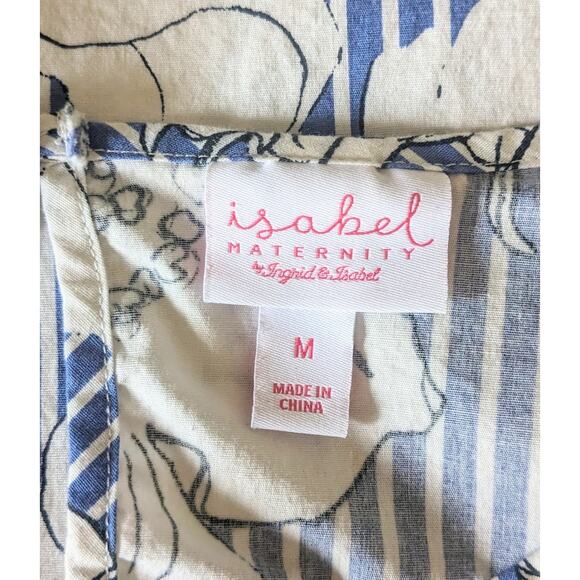 isabel
MATERNITY
by Ingrid & Isabel
M
MADE IN
CHINA